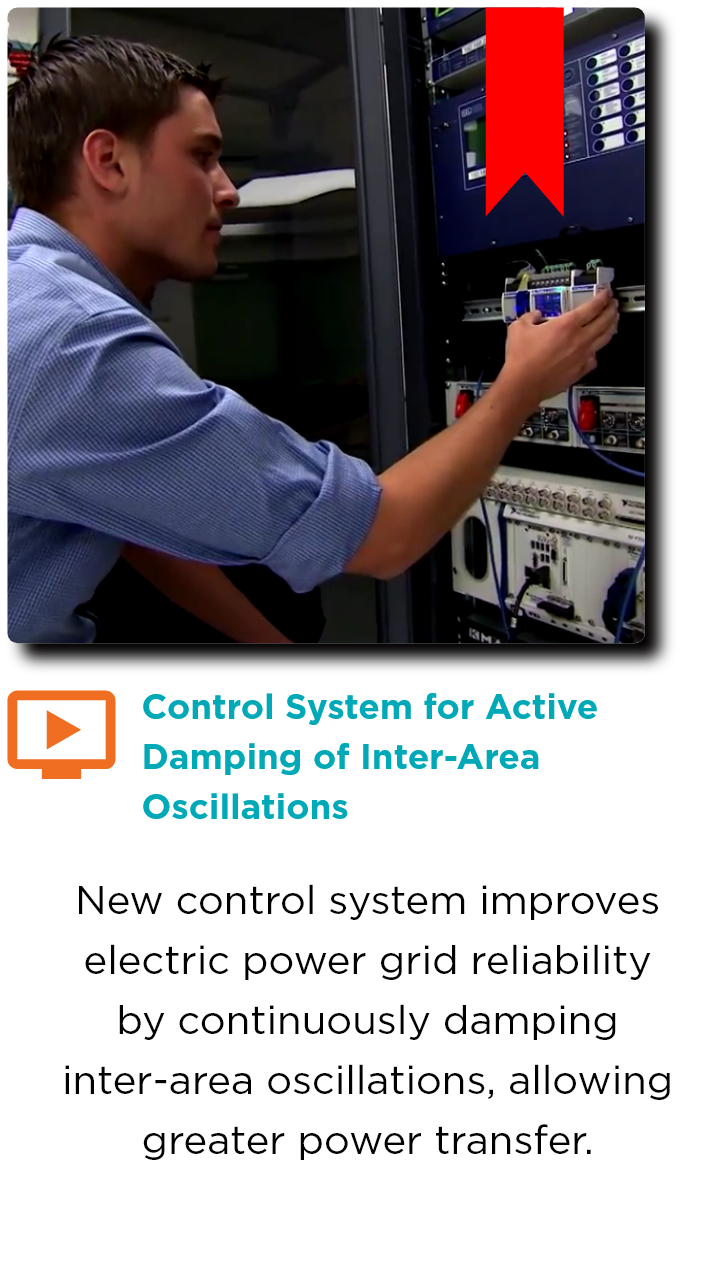 Control System for Active
Damping of Inter-Area
Oscillations
New control system improves
electric power grid reliability
by continuously damping
inter-area oscillations, allowing
greater power transfer.